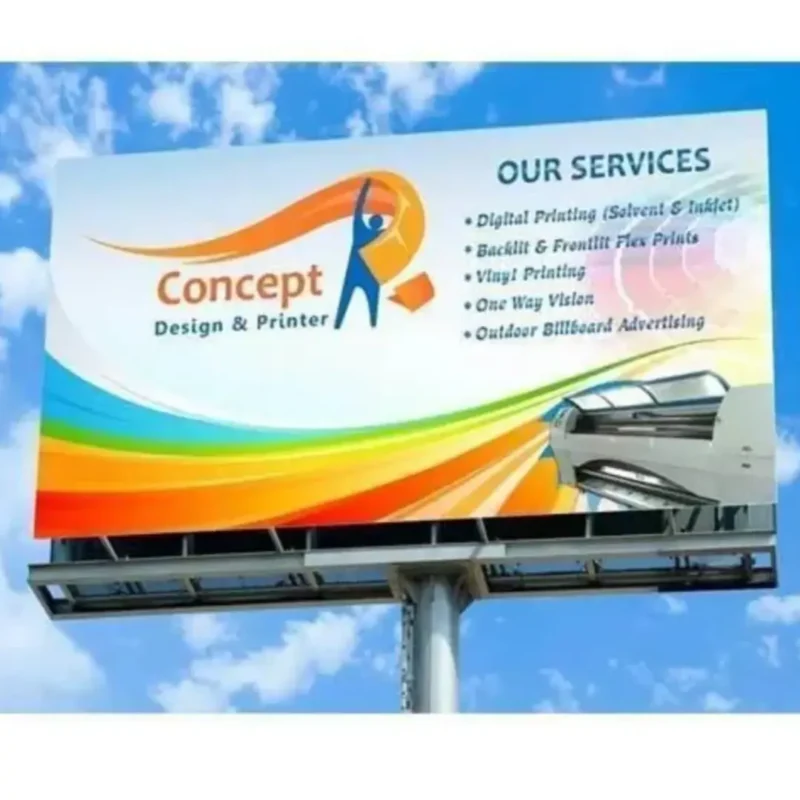 Concept
Design & Printer
OUR SERVICES
• Digital Printing (Solvent & Inkjet)
• Backlit & Frontlit Flex Prints
• Vinyl Printing
• One Way Vision
• Outdoor Billboard Advertising